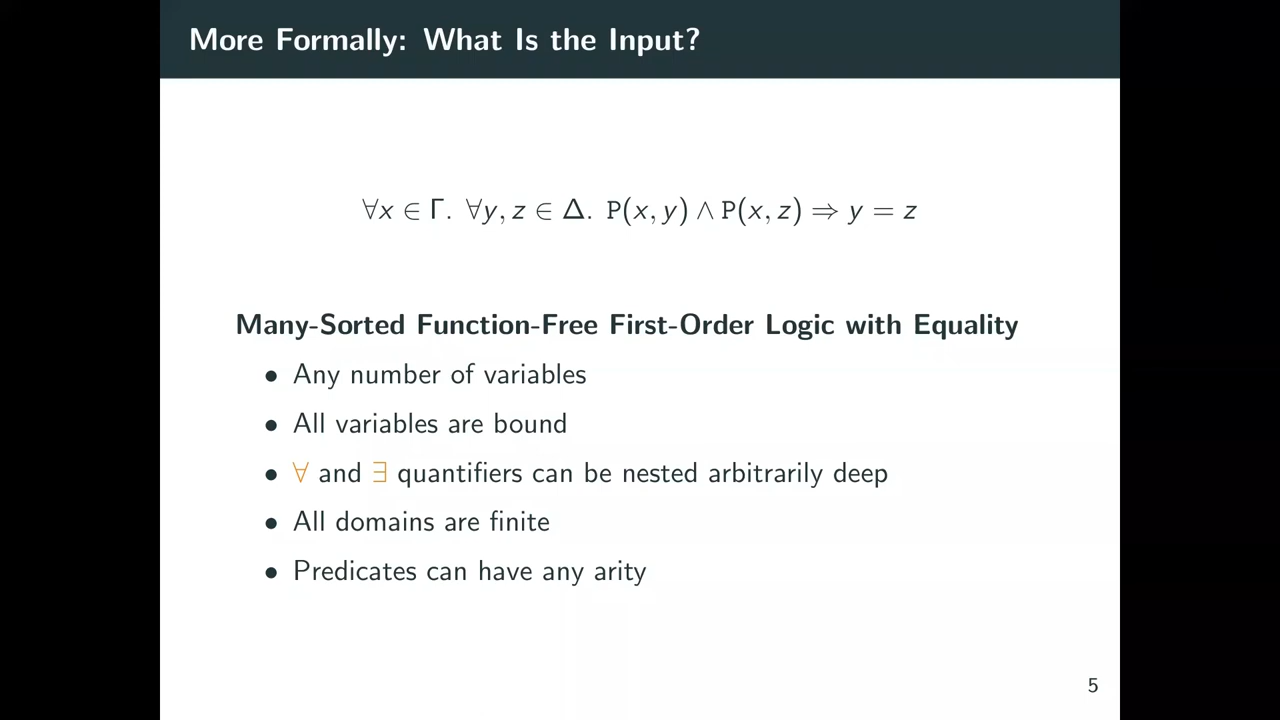 More Formally: What Is the Input?
∀x ∈ Γ. ∀y, z ∈ Δ. P(x, y) ∧ P(x, z) ⇒ y = z
Many-Sorted Function-Free First-Order Logic with Equality
• Any number of variables
• All variables are bound
• ∀ and ∃ quantifiers can be nested arbitrarily deep
• All domains are finite
• Predicates can have any arity
5